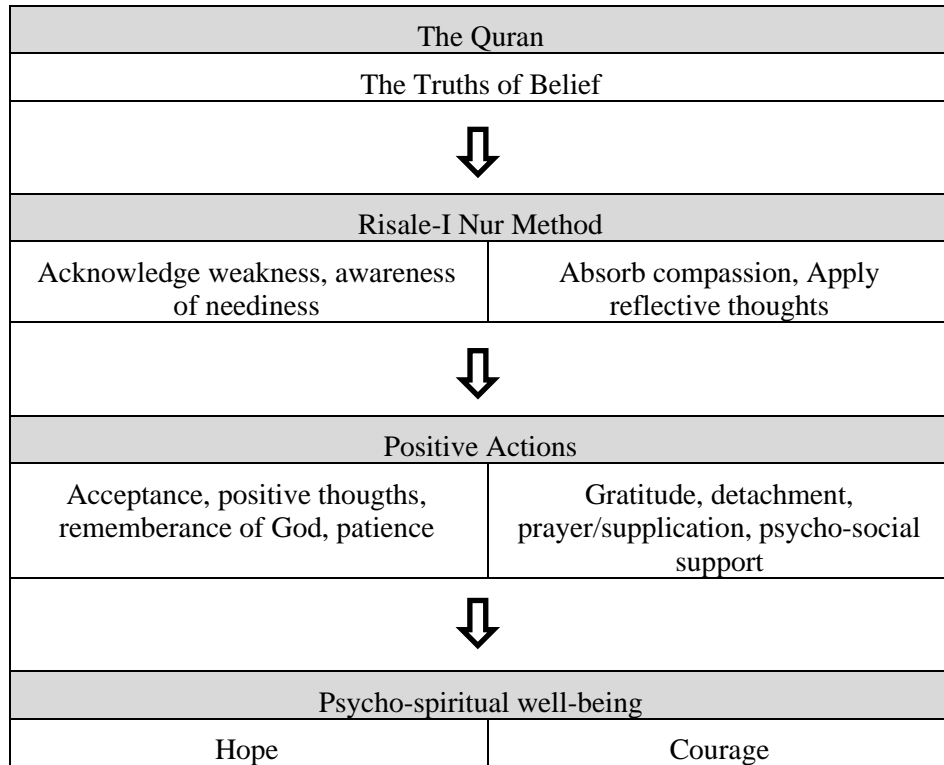 The Quran
The Truths of Belief
Risale-I Nur Method
Acknowledge weakness, awareness
of neediness
Absorb compassion, Apply
reflective thoughts
Positive Actions
Acceptance, positive thougths,
rememberance of God, patience
Gratitude, detachment,
prayer/supplication, psycho-social
support
Psycho-spiritual well-being
Hope
Courage